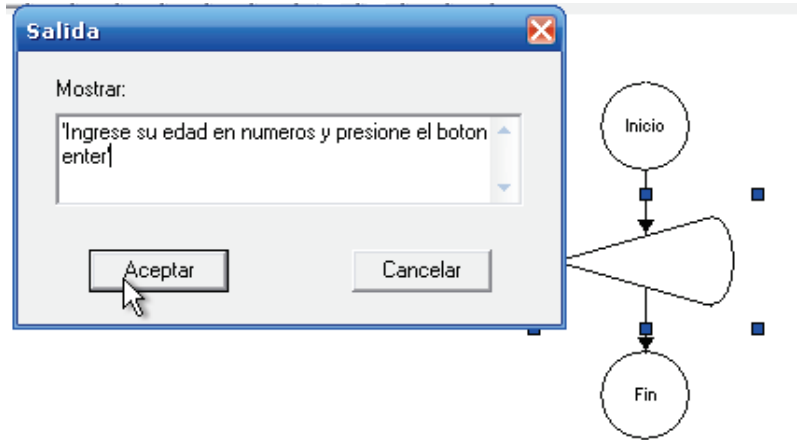 Salida
Mostrar:
'Ingrese su edad en numeros y presione el boton
enter'
Aceptar
Cancelar
Inicio
Fin